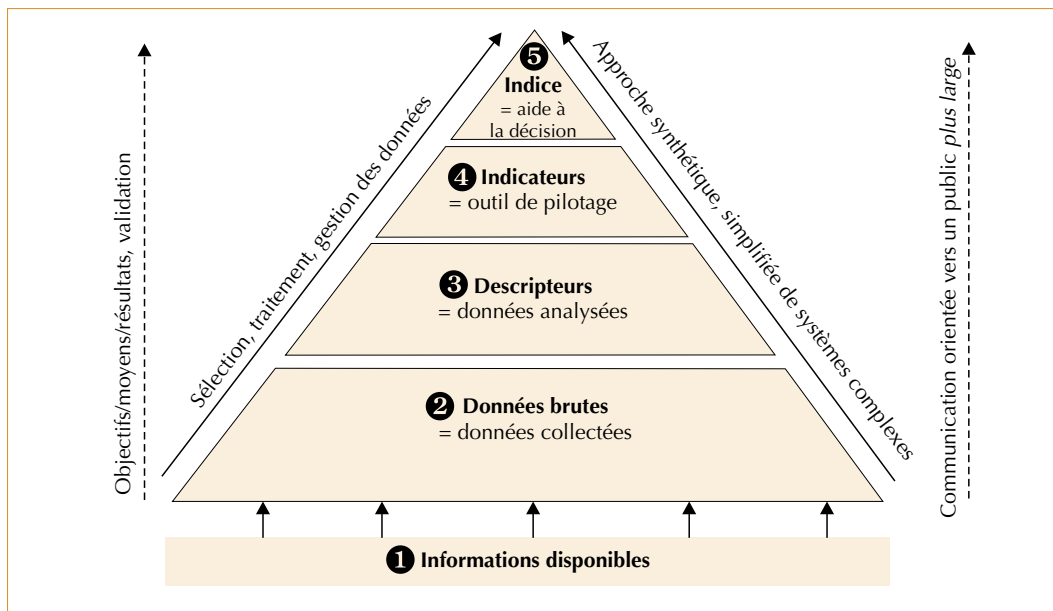 5
Indice
= aide à
la décision
4 Indicateurs
= outil de pilotage
3 Descripteurs
= données analysées
2 Données brutes
= données collectées
1 Informations disponibles
Objectifs/moyens/résultats, validation
Sélection, traitement, gestion des données
Approche synthétique, simplifiée de systèmes complexes
Communication orientée vers un public plus large